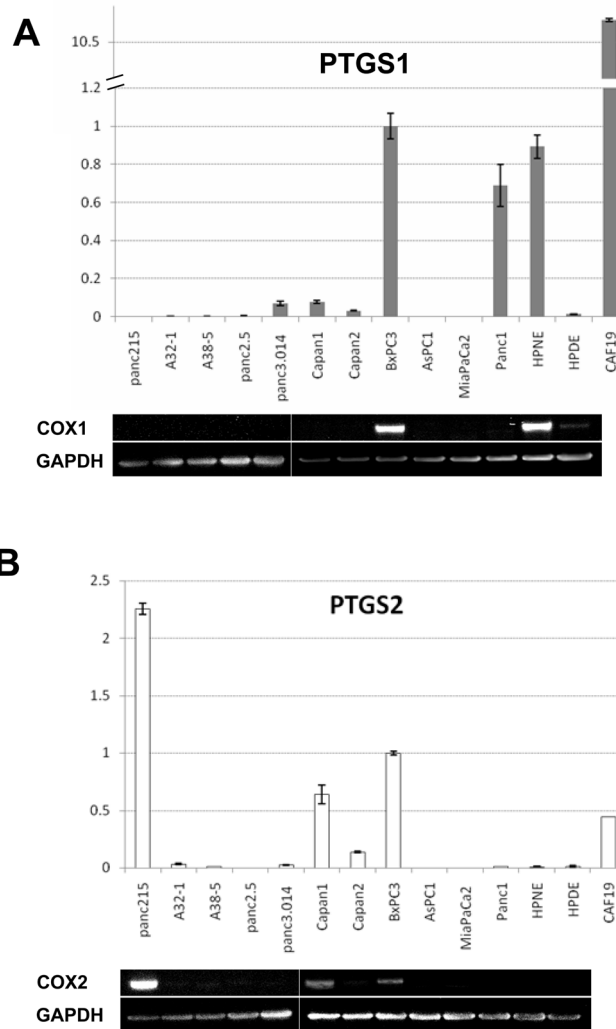 A
PTGS1
10.5
1.2
1
0.8
0.6
0.4
0.2
0
panc215
A32-1
A38-5
panc2.5
panc3.014
Capan1
Capan2
BxPC3
AsPC1
MiaPaCa2
Panc1
HPNE
HPDE
CAF19
COX1
GAPDH
B
PTGS2
2.5
2
1.5
1
0.5
0
panc215
A32-1
A38-5
panc2.5
panc3.014
Capan1
Capan2
BxPC3
AsPC1
MiaPaCa2
Panc1
HPNE
HPDE
CAF19
COX2
GAPDH